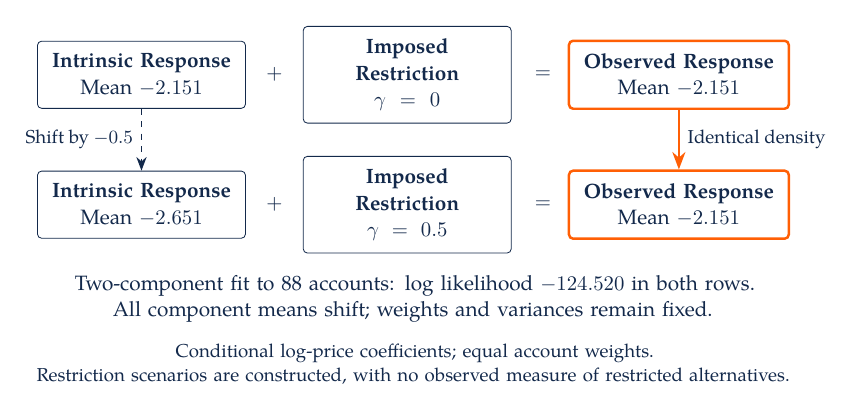 Intrinsic Response
Mean −2.151
+
Imposed
Restriction
γ = 0
=
Observed Response
Mean −2.151
Shift by −0.5
Identical density
Intrinsic Response
Mean −2.651
+
Imposed
Restriction
γ = 0.5
=
Observed Response
Mean −2.151
Two-component fit to 88 accounts: log likelihood −124.520 in both rows.
All component means shift; weights and variances remain fixed.
Conditional log-price coefficients; equal account weights.
Restriction scenarios are constructed, with no observed measure of restricted alternatives.